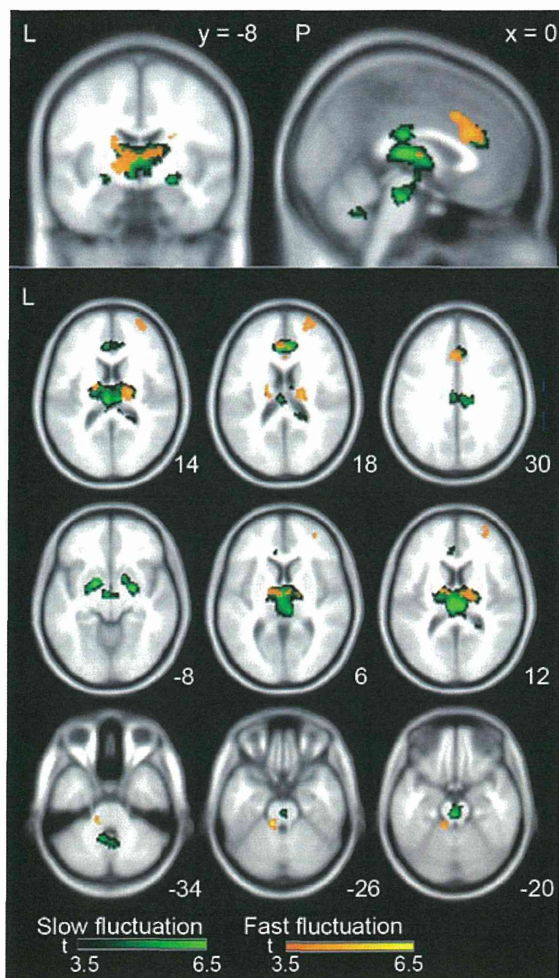 L y = -8 P x = 0
L
14 18 30
-8 6 12
-34 -26 -20
Slow fluctuation Fast fluctuation
t t
3.5 6.5 3.5 6.5